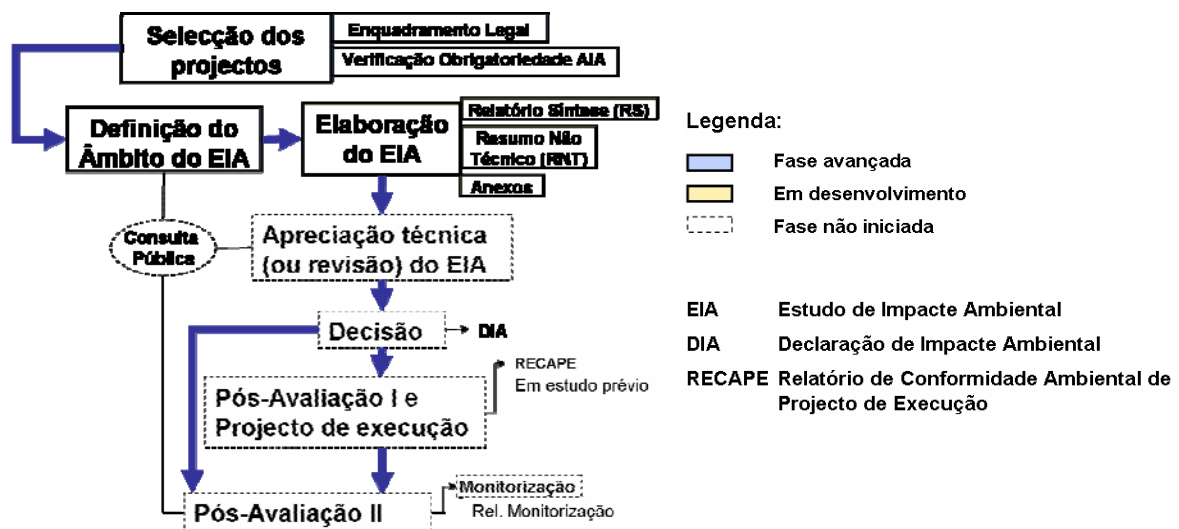 Selecção dos
projectos
Enquadramento Legal
Verificação Obrigatoriedade AIA
Definição do
Âmbito do EIA
Elaboração
do EIA
Relatório Síntese (RS)
Resumo Não
Técnico (RNT)
Anexos
Consulta
Pública
Apreciação técnica
(ou revisão) do EIA
Decisão
DIA
RECAPE
Em estudo prévio
Pós-Avaliação I e
Projecto de execução
Pós-Avaliação II
Monitorização
Rel. Monitorização
Legenda:
Fase avançada
Em desenvolvimento
Fase não iniciada
EIA Estudo de Impacte Ambiental
DIA Declaração de Impacte Ambiental
RECAPE Relatório de Conformidade Ambiental de
Projecto de Execução